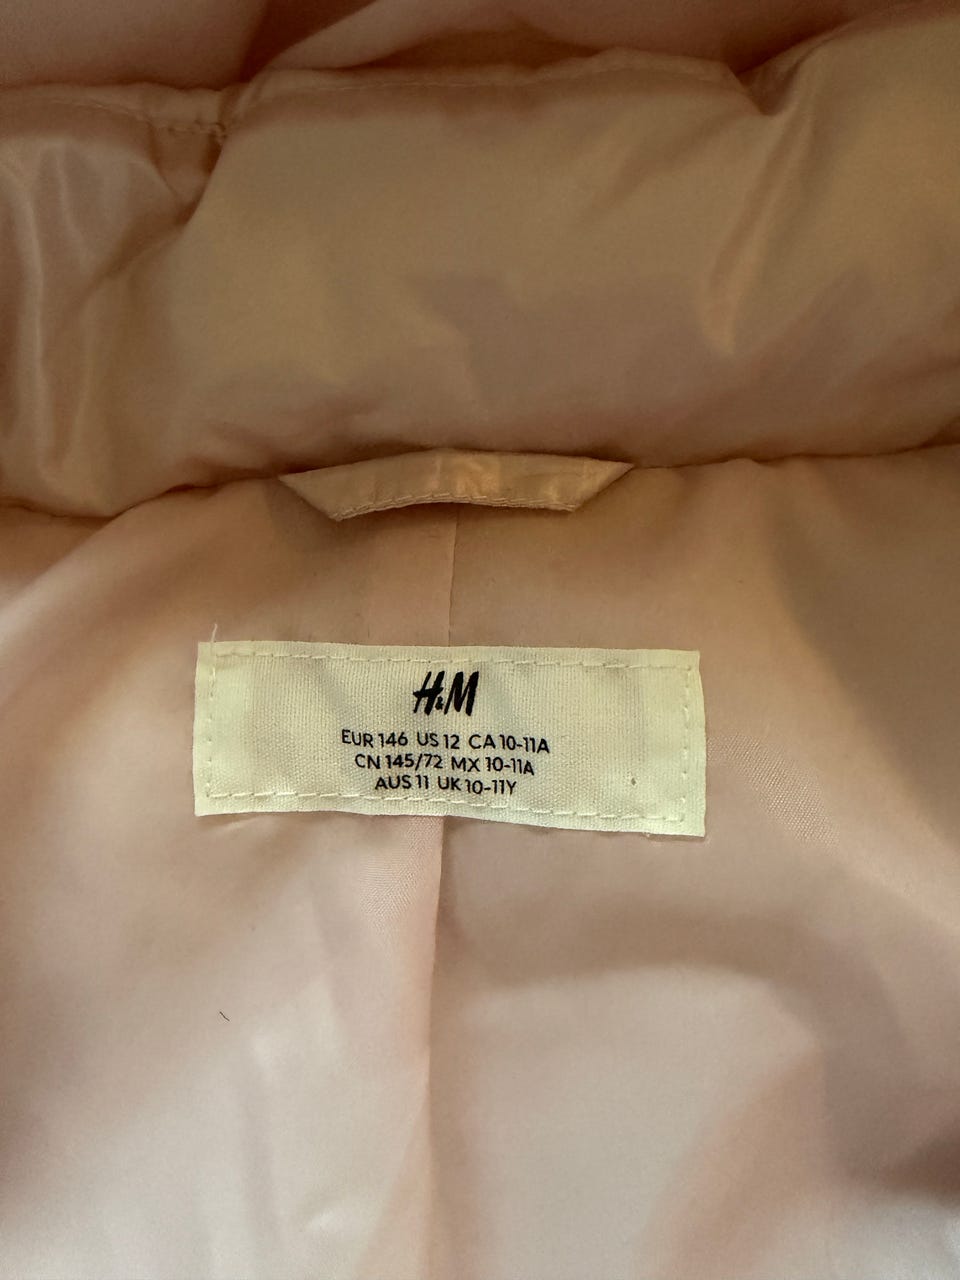 H&M
EUR 146 US 12 CA 10-11A
CN 145/72 MX 10-11A
AUS 11 UK 10-11Y